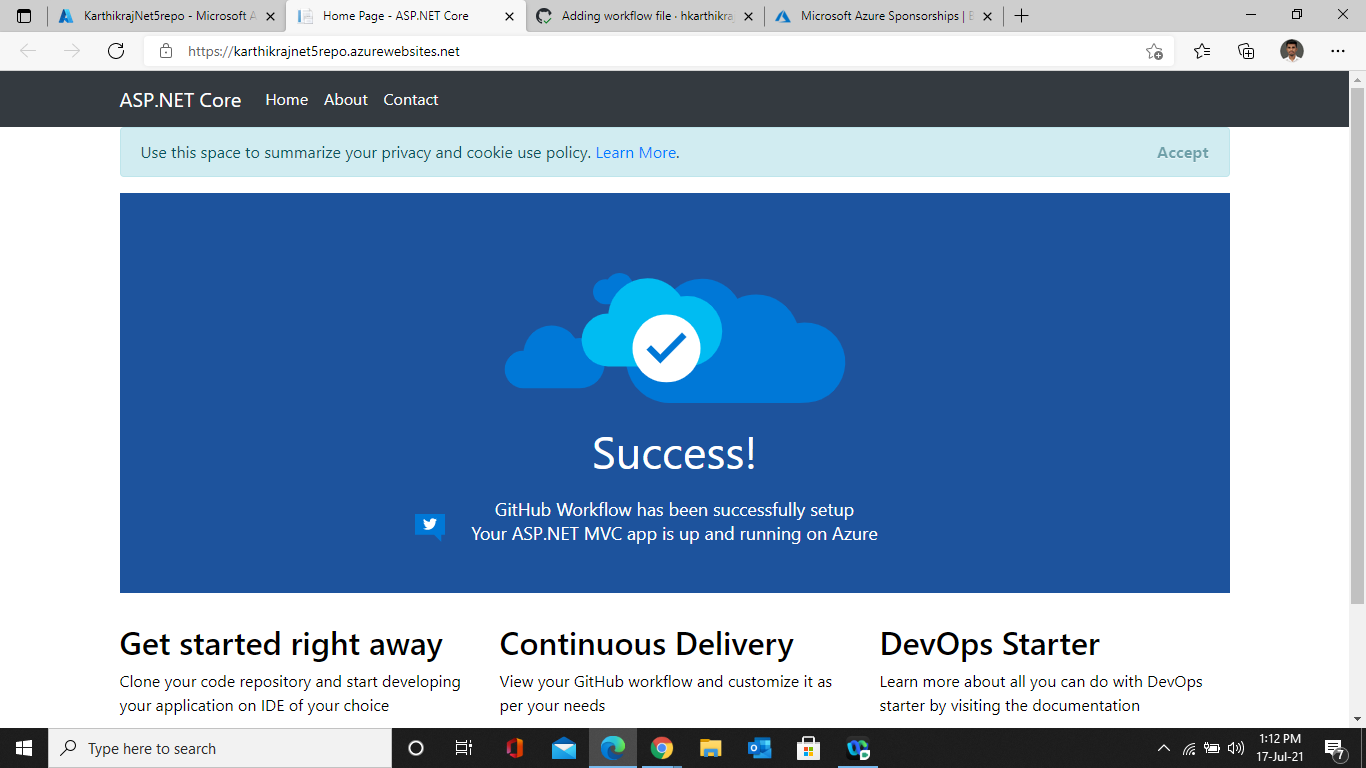 KarthikrajNet5repo - Microsoft A
Home Page - ASP.NET Core
Adding workflow file · hkarthikraj
Microsoft Azure Sponsorships |
https://karthikrajnet5repo.azurewebsites.net
ASP.NET Core Home About Contact
Use this space to summarize your privacy and cookie use policy. Learn More. Accept
Success!
GitHub Workflow has been successfully setup
Your ASP.NET MVC app is up and running on Azure
Get started right away
Clone your code repository and start developing
your application on IDE of your choice
Continuous Delivery
View your GitHub workflow and customize it as
per your needs
DevOps Starter
Learn more about all you can do with DevOps
starter by visiting the documentation
Type here to search
1:12 PM
17-Jul-21
7